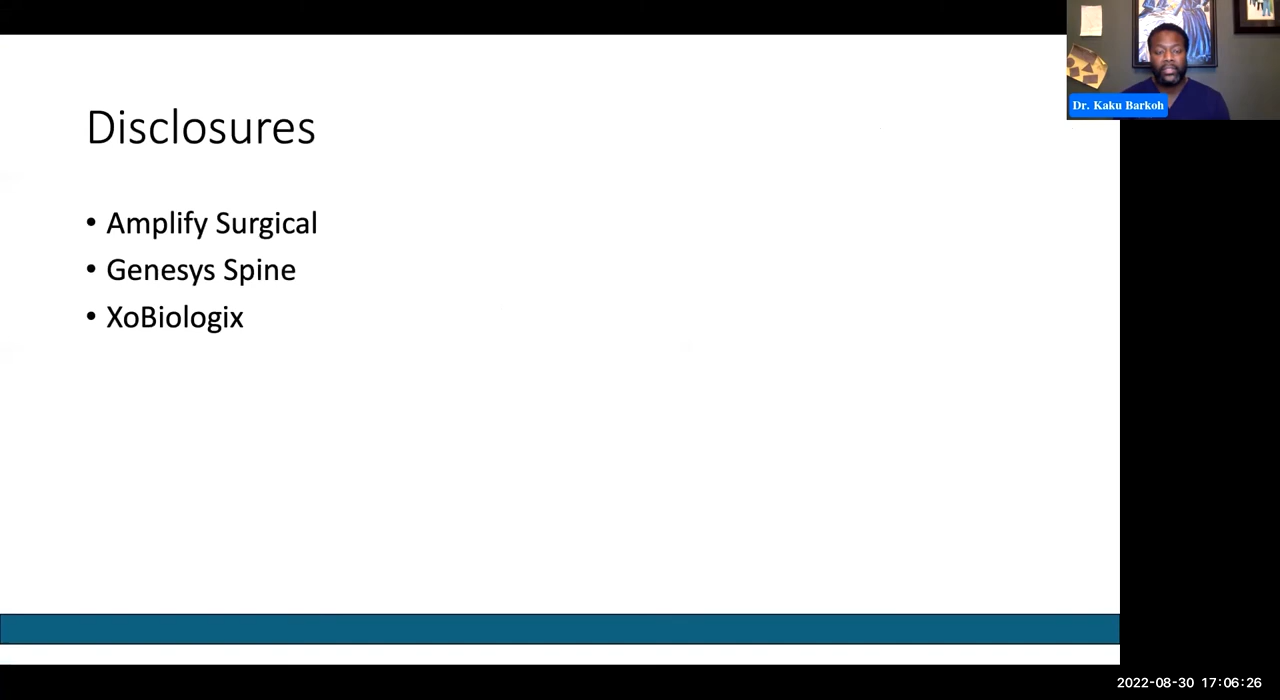 Dr. Kaku Barkoh
Disclosures
• Amplify Surgical
• Genesys Spine
• XoBiologix
2022-08-30 17:06:26